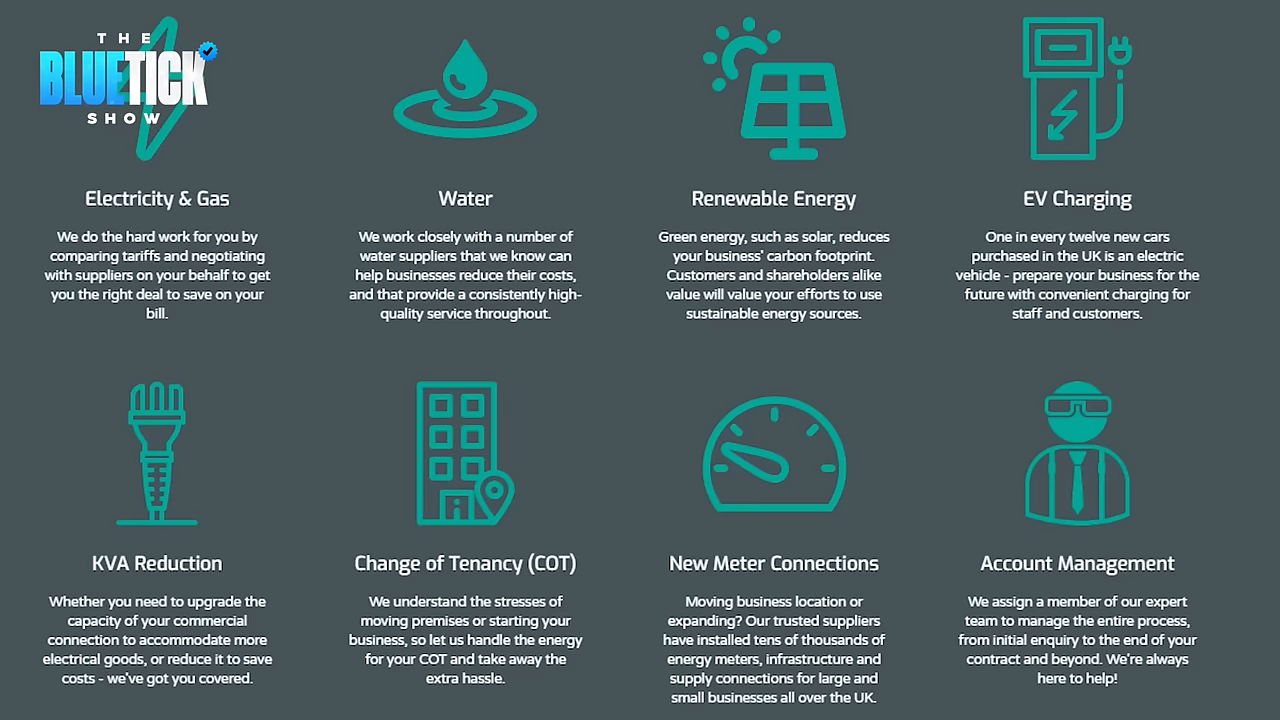 THE
BLUETICK
SHOW
Electricity & Gas
We do the hard work for you by
comparing tariffs and negotiating
with suppliers on your behalf to get
you the right deal to save on your
bill.
Water
We work closely with a number of
water suppliers that we know can
help businesses reduce their costs,
and that provide a consistently high-
quality service throughout.
Renewable Energy
Green energy, such as solar, reduces
your business' carbon footprint.
Customers and shareholders alike
value will value your efforts to use
sustainable energy sources.
EV Charging
One in every twelve new cars
purchased in the UK is an electric
vehicle - prepare your business for the
future with convenient charging for
staff and customers.
KVA Reduction
Whether you need to upgrade the
capacity of your commercial
connection to accommodate more
electrical goods, or reduce it to save
costs - we've got you covered.
Change of Tenancy (COT)
We understand the stresses of
moving premises or starting your
business, so let us handle the energy
for your COT and take away the
extra hassle.
New Meter Connections
Moving business location or
expanding? Our trusted suppliers
have installed tens of thousands of
energy meters, infrastructure and
supply connections for large and
small businesses all over the UK.
Account Management
We assign a member of our expert
team to manage the entire process,
from initial enquiry to the end of your
contract and beyond. We're always
here to help!